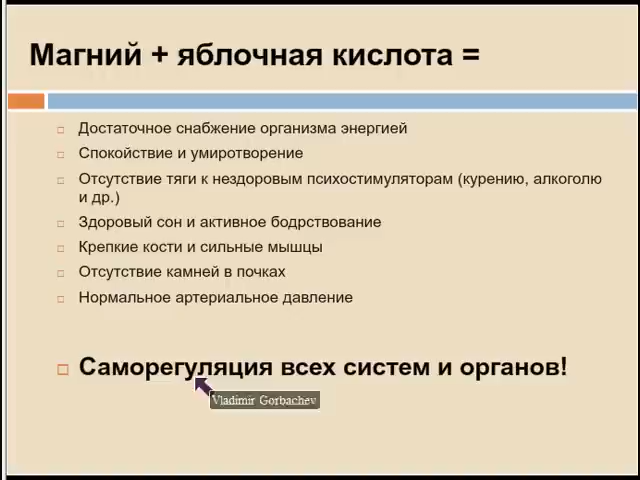 Магний + яблочная кислота =
Достаточное снабжение организма энергией
Спокойствие и умиротворение
Отсутствие тяги к нездоровым психостимуляторам (курению, алкоголю
и др.)
Здоровый сон и активное бодрствование
Крепкие кости и сильные мышцы
Отсутствие камней в почках
Нормальное артериальное давление
Саморегуляция всех систем и органов!
Vladimir Gorbachev